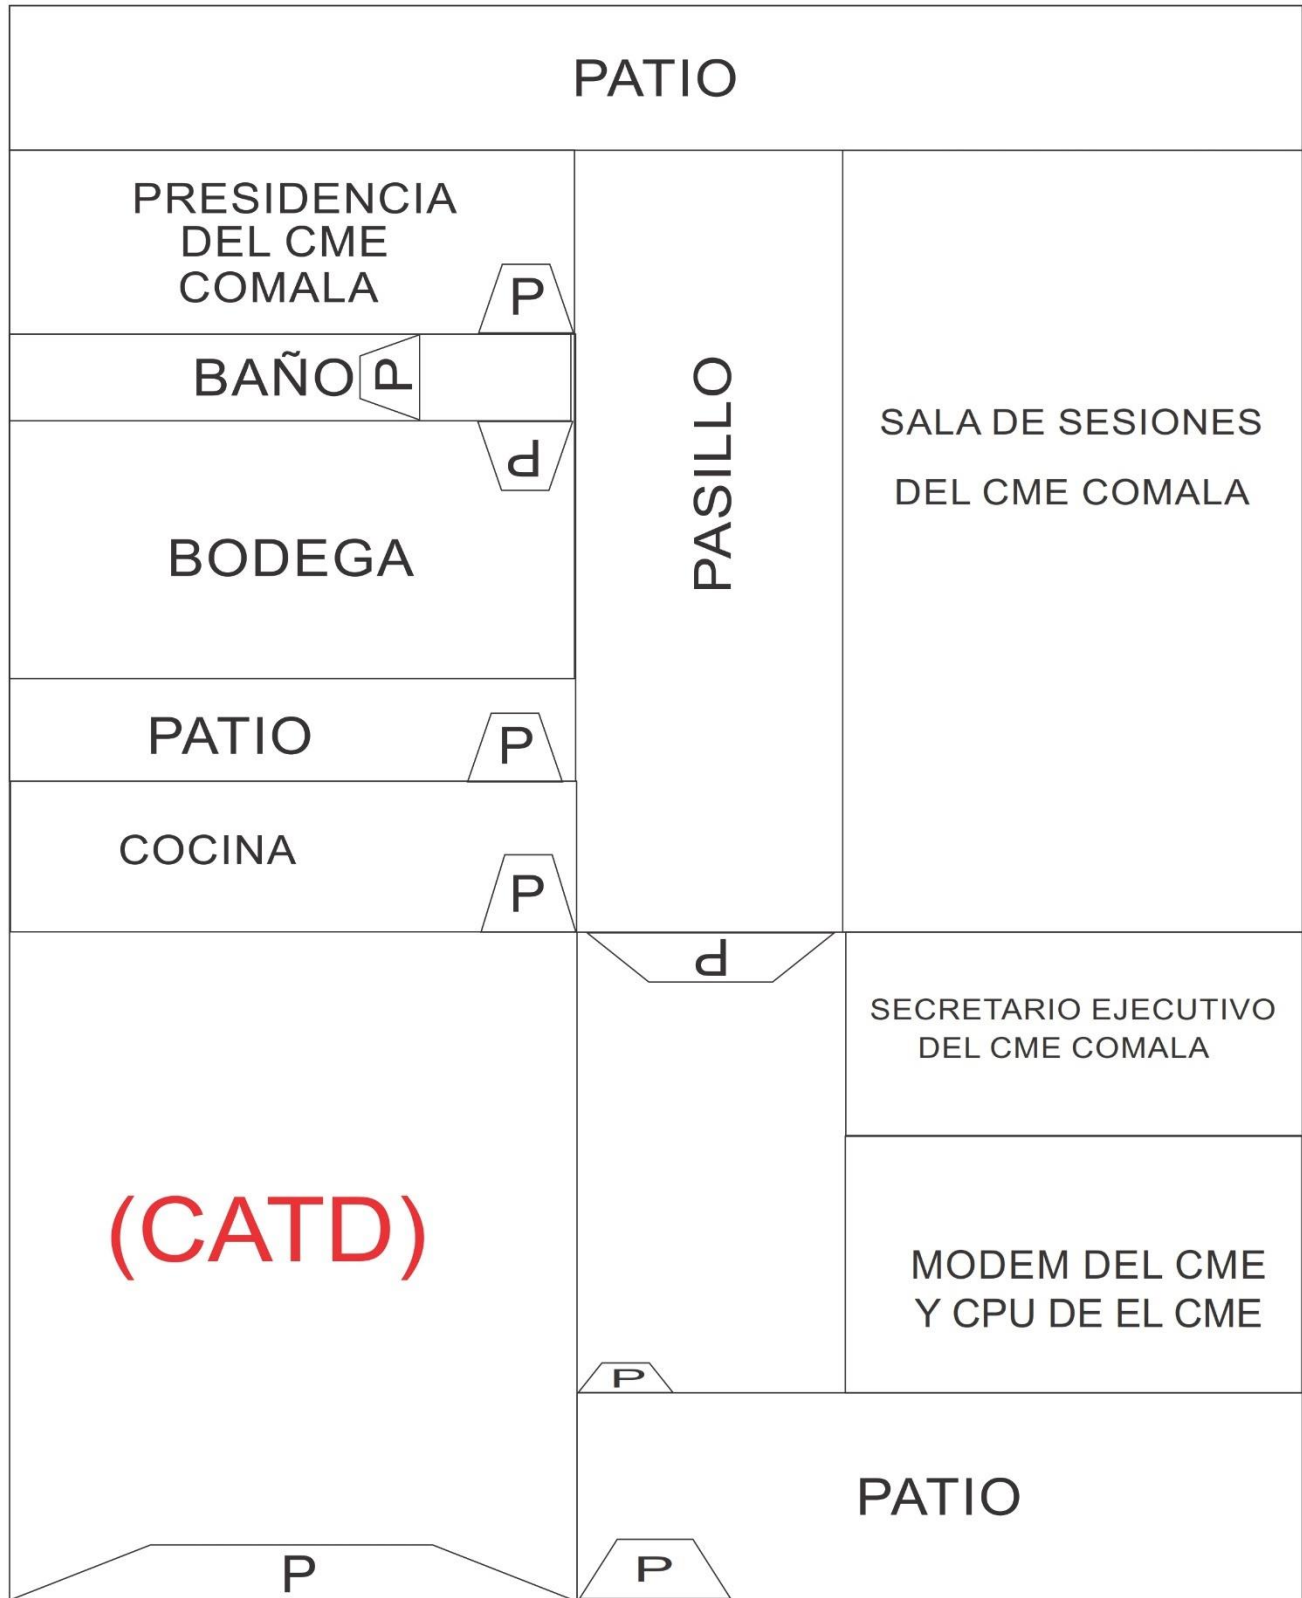 PATIO
PRESIDENCIA
DEL CME
COMALA
P
BAÑO
P
P
BODEGA
PATIO
P
COCINA
P
PASILLO
SALA DE SESIONES
DEL CME COMALA
P
SECRETARIO EJECUTIVO
DEL CME COMALA
(CATD)
MODEM DEL CME
Y CPU DE EL CME
P
PATIO
P
P